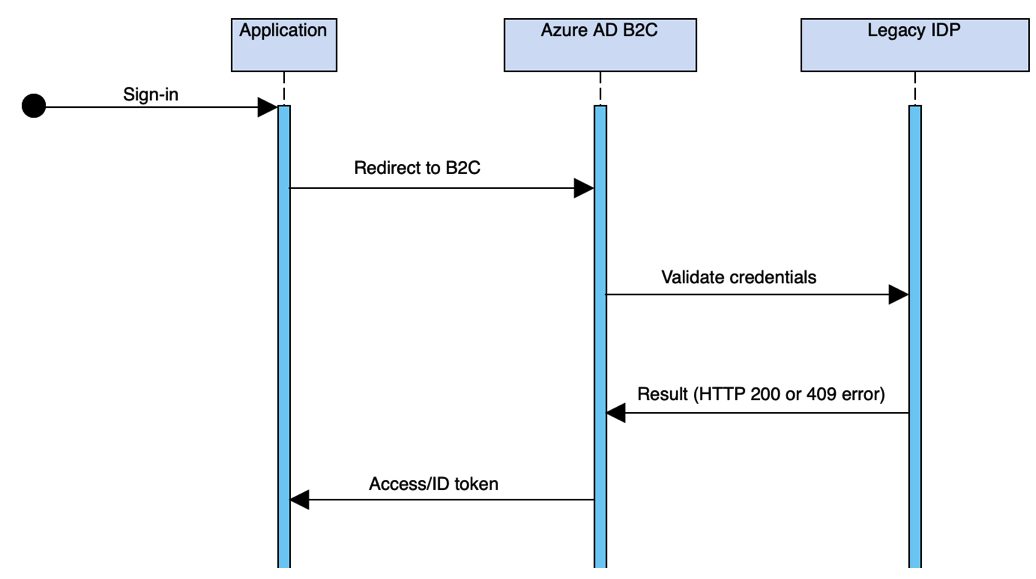 Application
Azure AD B2C
Legacy IDP
Sign-in
Redirect to B2C
Validate credentials
Result (HTTP 200 or 409 error)
Access/ID token